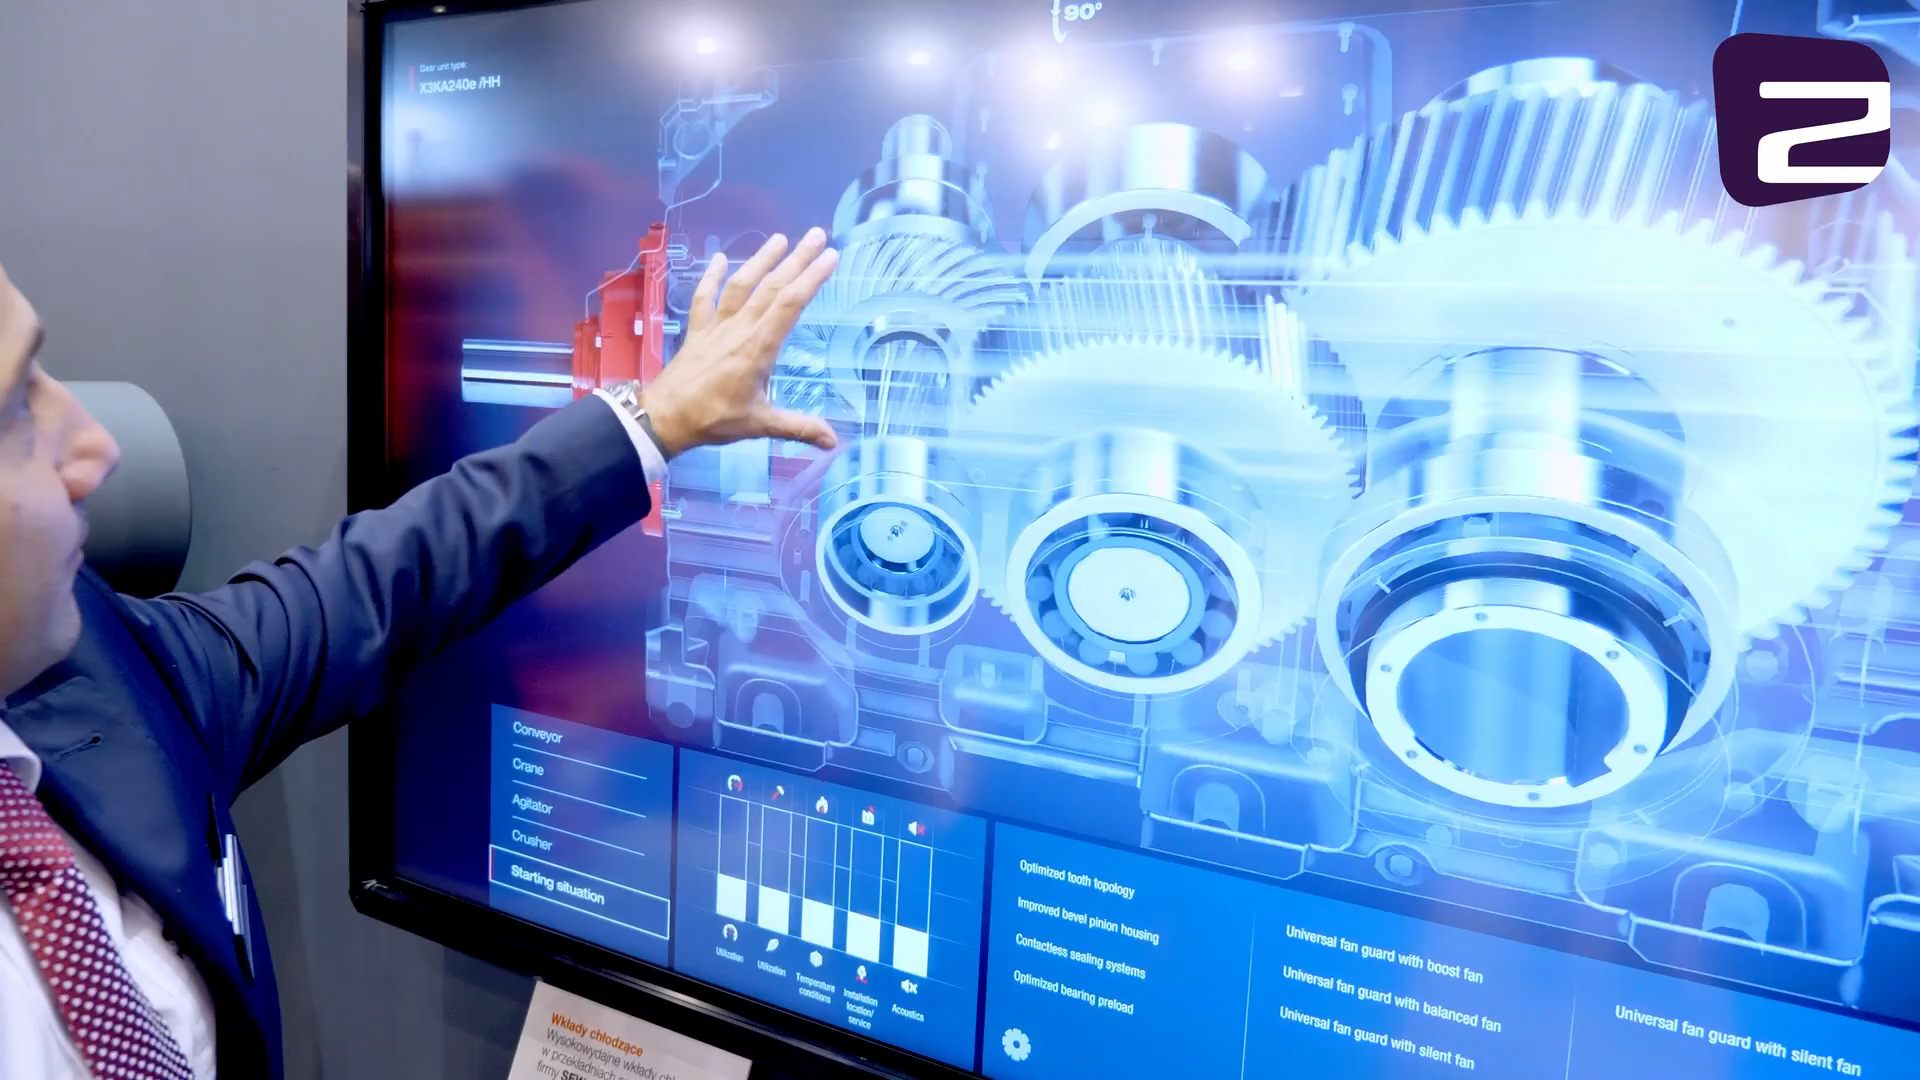 90°
Gear unit type:
X3KA240e /HH
Conveyor
Crane
Agitator
Crusher
Starting situation
Utilization
Utilization
Temperature
conditions
Installation
location/
service
Acoustics
Optimized tooth topology
Improved bevel pinion housing
Contactless sealing systems
Optimized bearing preload
Universal fan guard with boost fan
Universal fan guard with balanced fan
Universal fan guard with silent fan
Universal fan guard with silent fan
Wkłady chłodzące
Wysokowydajne wkłady
w przekładniach
firmy